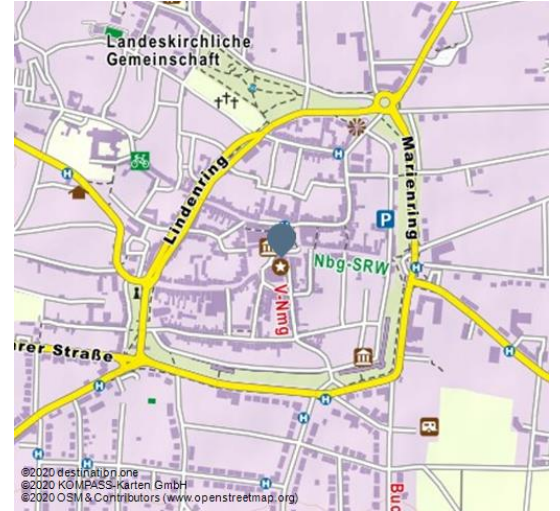 Landeskirchliche
Gemeinschaft
Lindenring
Marienring
H
H
P
Nbg-SRW
V-Nmg
H
H
rer Straße
H
H
H
H
H
Buc
©2020 destination.one
©2020 KOMPASS-Karten GmbH
©2020 OSM & Contributors (www.openstreetmap.org)